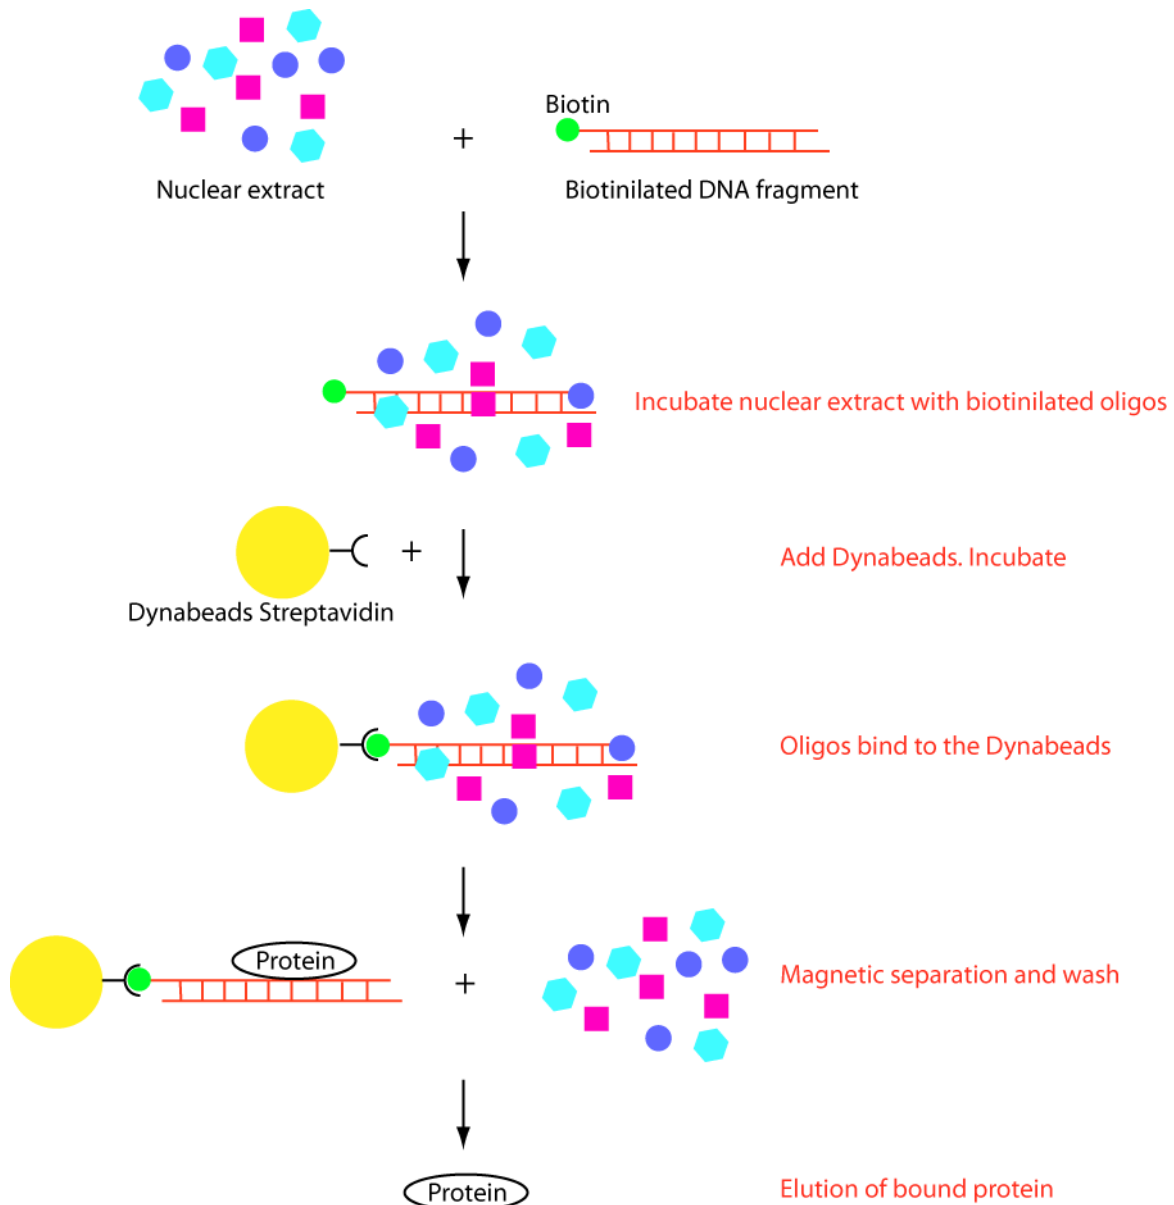 Biotin
+
Nuclear extract
Biotinilated DNA fragment
Incubate nuclear extract with biotinilated oligos
+
Add Dynabeads. Incubate
Dynabeads Streptavidin
Oligos bind to the Dynabeads
Protein
+
Magnetic separation and wash
Protein
Elution of bound protein